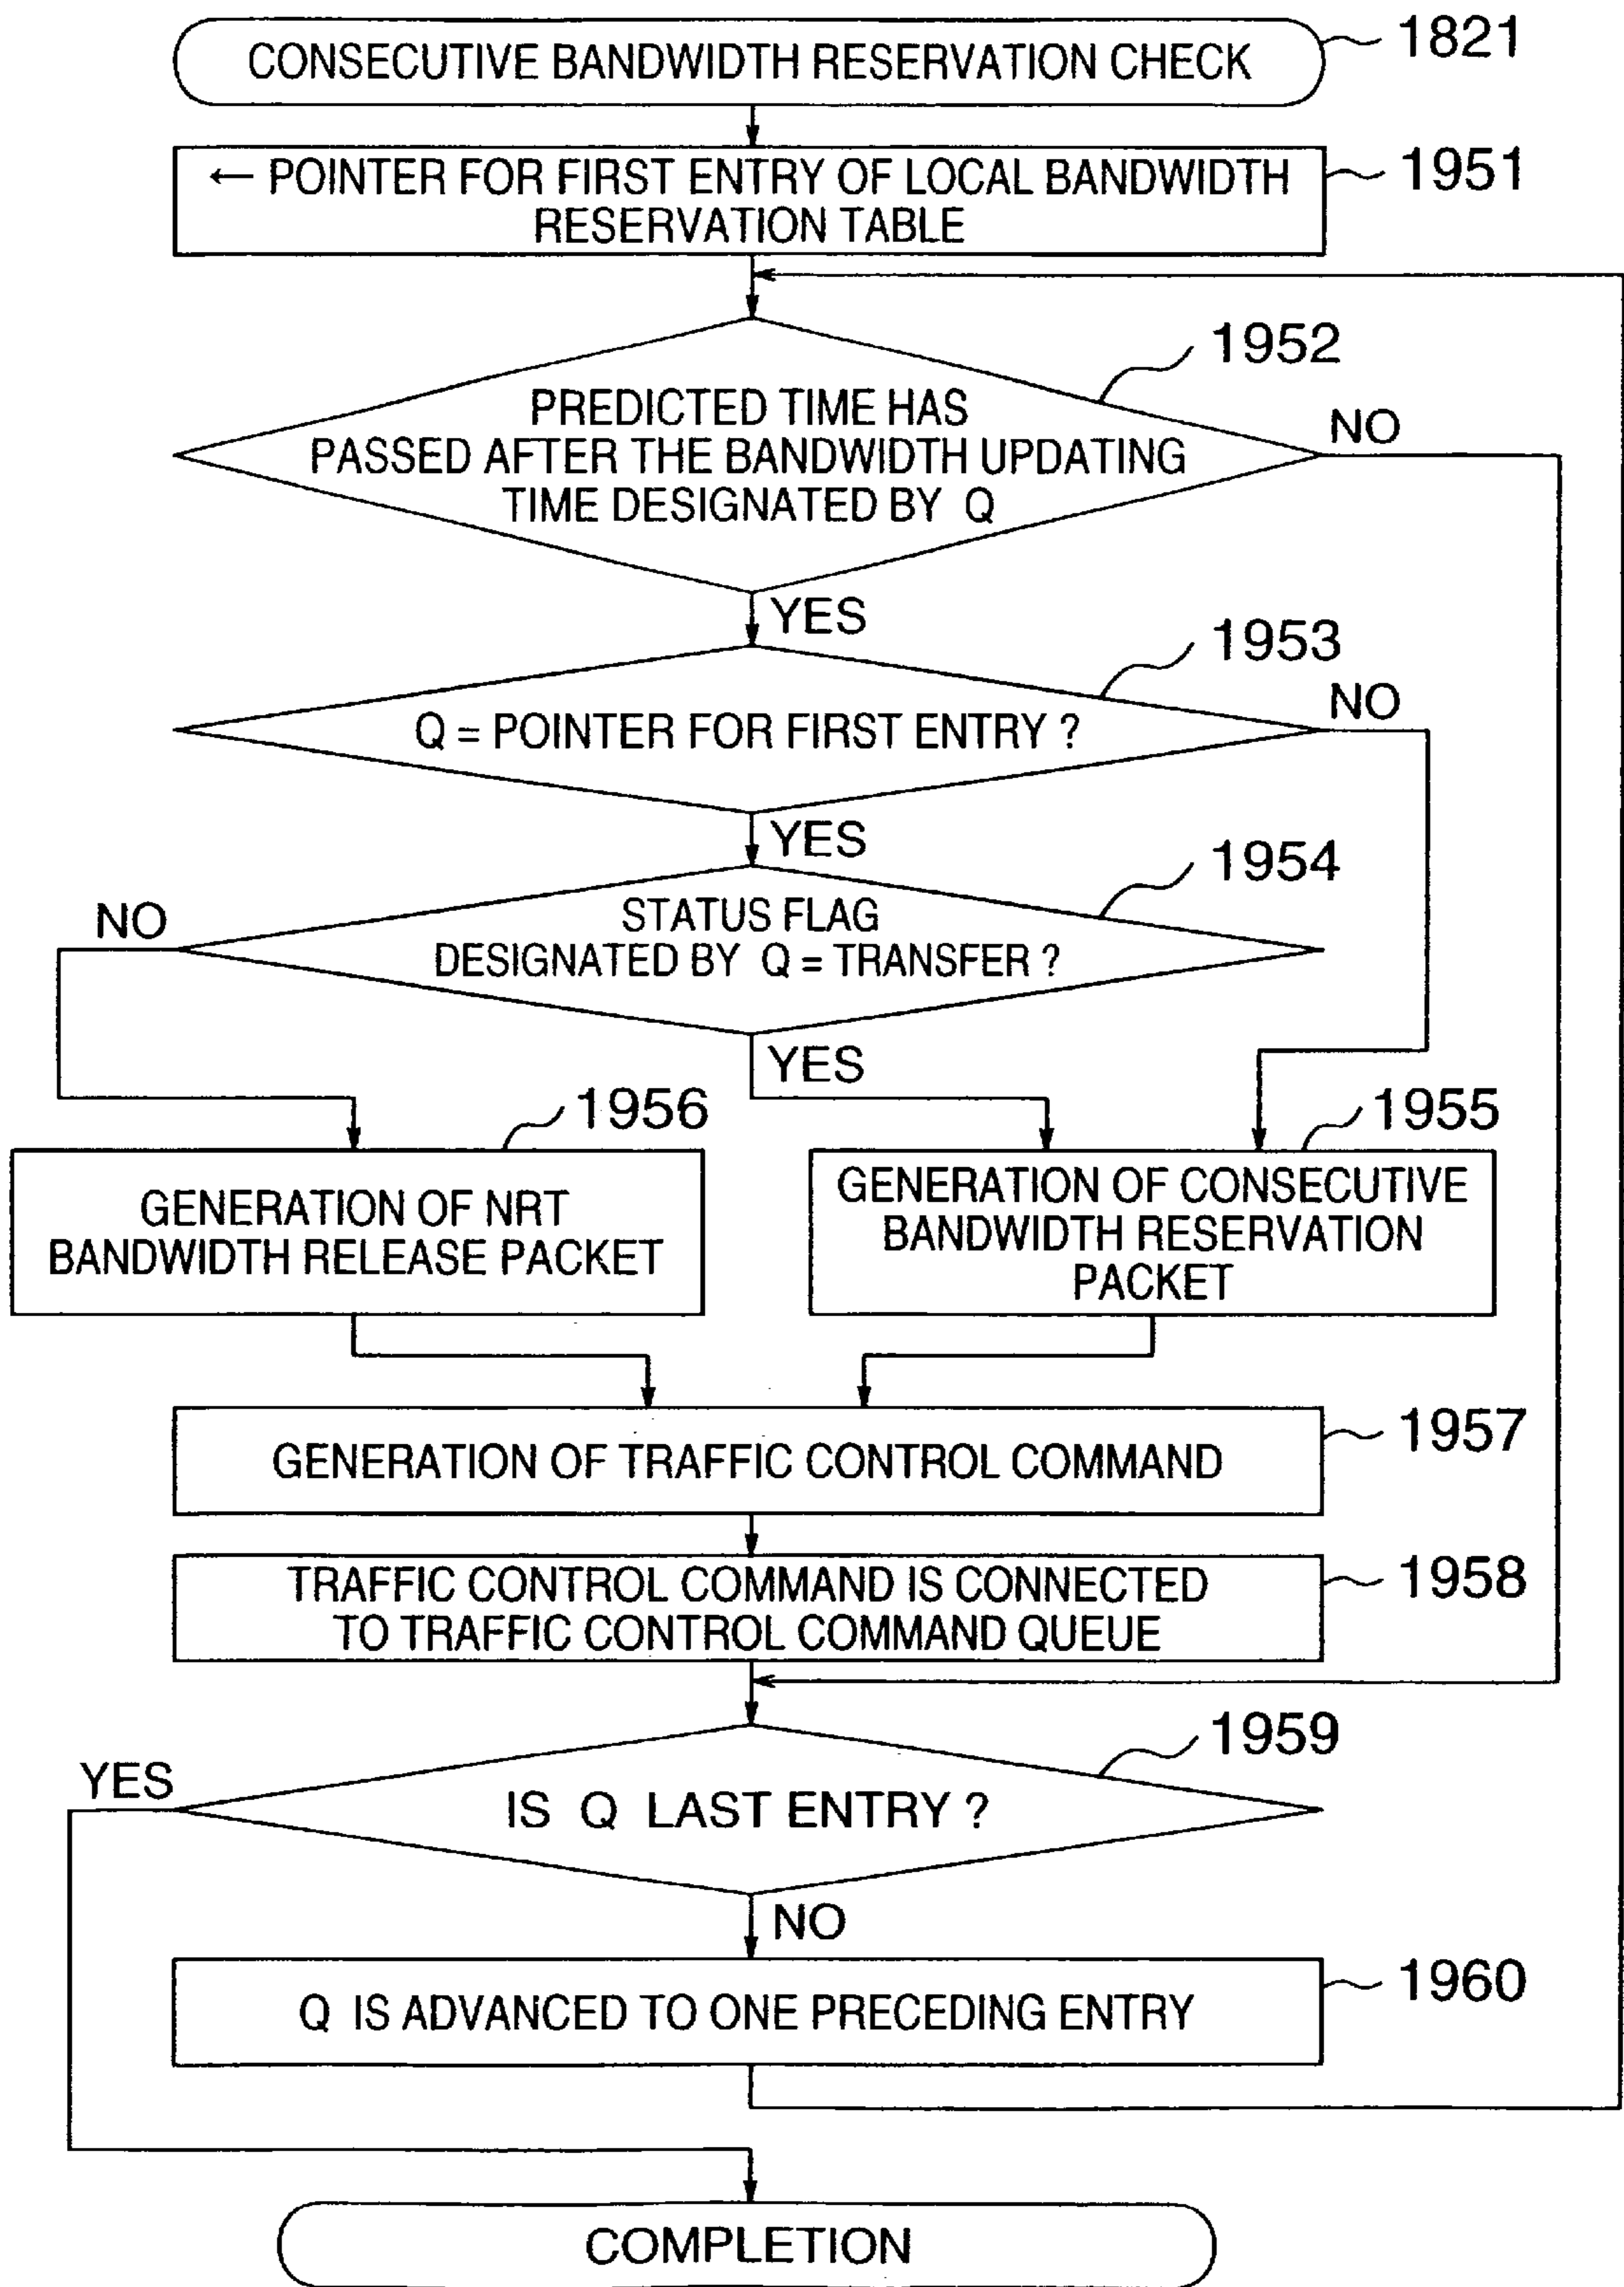 CONSECUTIVE BANDWIDTH RESERVATION CHECK
1821
← POINTER FOR FIRST ENTRY OF LOCAL BANDWIDTH
RESERVATION TABLE
1951
1952
PREDICTED TIME HAS
PASSED AFTER THE BANDWIDTH UPDATING
TIME DESIGNATED BY Q
NO
YES
1953
Q = POINTER FOR FIRST ENTRY ?
NO
YES
1954
STATUS FLAG
DESIGNATED BY Q = TRANSFER ?
NO
YES
1956
GENERATION OF NRT
BANDWIDTH RELEASE PACKET
1955
GENERATION OF CONSECUTIVE
BANDWIDTH RESERVATION
PACKET
GENERATION OF TRAFFIC CONTROL COMMAND
1957
TRAFFIC CONTROL COMMAND IS CONNECTED
TO TRAFFIC CONTROL COMMAND QUEUE
1958
1959
YES
IS Q LAST ENTRY ?
NO
Q IS ADVANCED TO ONE PRECEDING ENTRY
1960
COMPLETION